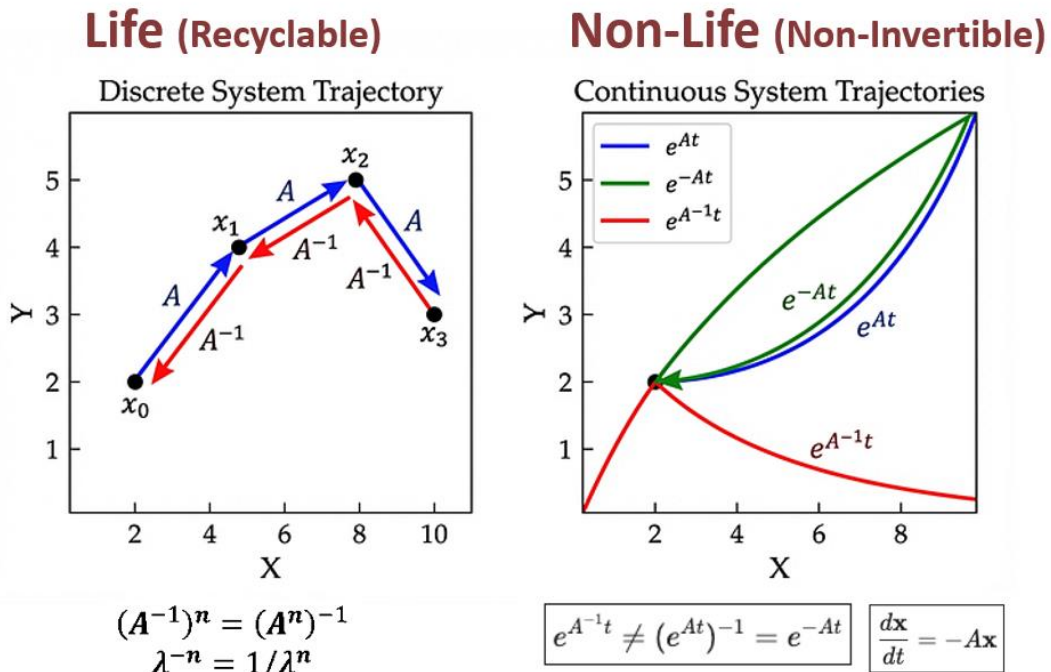 Life (Recyclable)
Non-Life (Non-Invertible)
Discrete System Trajectory
Y
5
4
3
2
1
x₀
A
A⁻¹
x₁
A
A⁻¹
x₂
A
A⁻¹
x₃
2 4 6 8 10
X
(A⁻¹)ⁿ = (Aⁿ)⁻¹
λ⁻ⁿ = 1/λⁿ
Continuous System Trajectories
e^{At}
e^{-At}
e^{A⁻¹t}
Y
5
4
3
2
1
e^{-At}
e^{At}
e^{A⁻¹t}
2 4 6 8
X
e^{A⁻¹t} ≠ (e^{At})⁻¹ = e^{-At}
dx/dt = -Ax